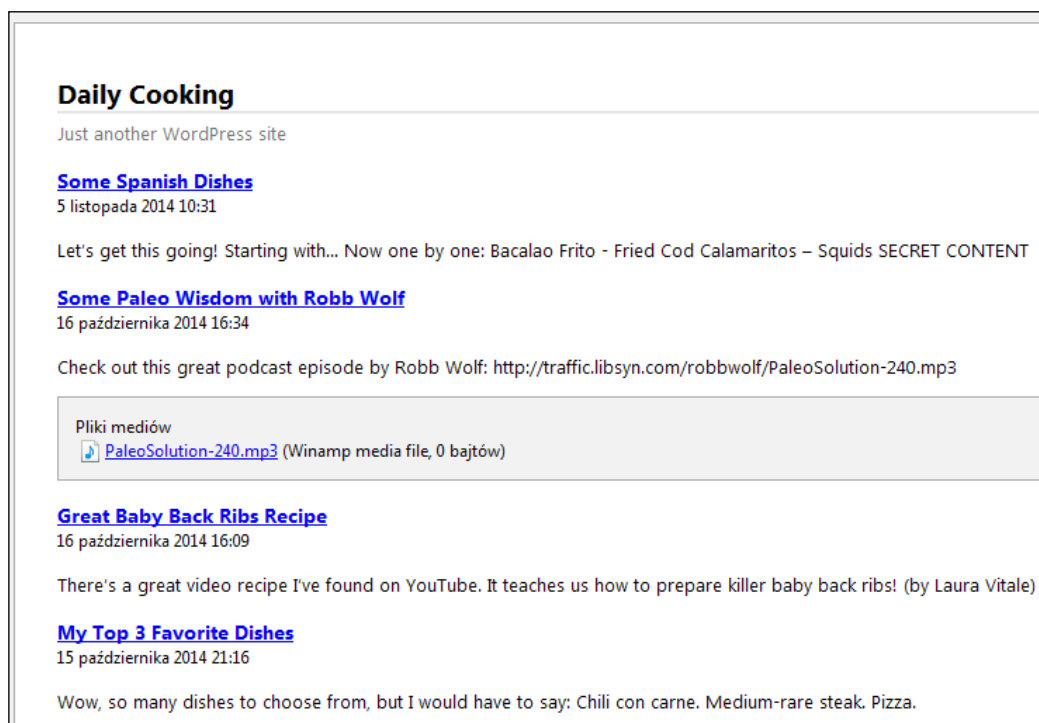 Daily Cooking
Just another WordPress site
Some Spanish Dishes
5 listopada 2014 10:31
Let's get this going! Starting with... Now one by one: Bacalao Frito - Fried Cod Calamaritos – Squids SECRET CONTENT
Some Paleo Wisdom with Robb Wolf
16 października 2014 16:34
Check out this great podcast episode by Robb Wolf: http://traffic.libsyn.com/robbwolf/PaleoSolution-240.mp3
Pliki mediów
PaleoSolution-240.mp3 (Winamp media file, 0 bajtów)
Great Baby Back Ribs Recipe
16 października 2014 16:09
There's a great video recipe I've found on YouTube. It teaches us how to prepare killer baby back ribs! (by Laura Vitale)
My Top 3 Favorite Dishes
15 października 2014 21:16
Wow, so many dishes to choose from, but I would have to say: Chili con carne. Medium-rare steak. Pizza.